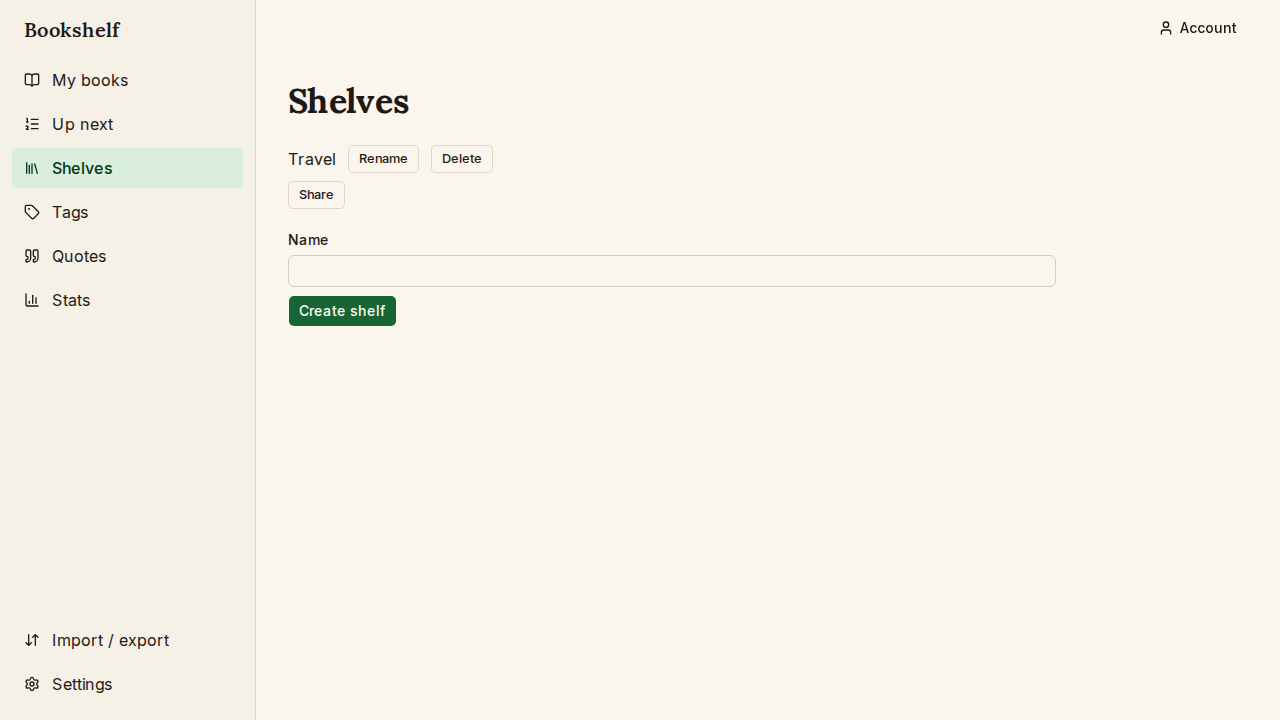 Bookshelf
My books
Up next
Shelves
Tags
Quotes
Stats
Import / export
Settings
Account
Shelves
Travel Rename Delete
Share
Name
Create shelf